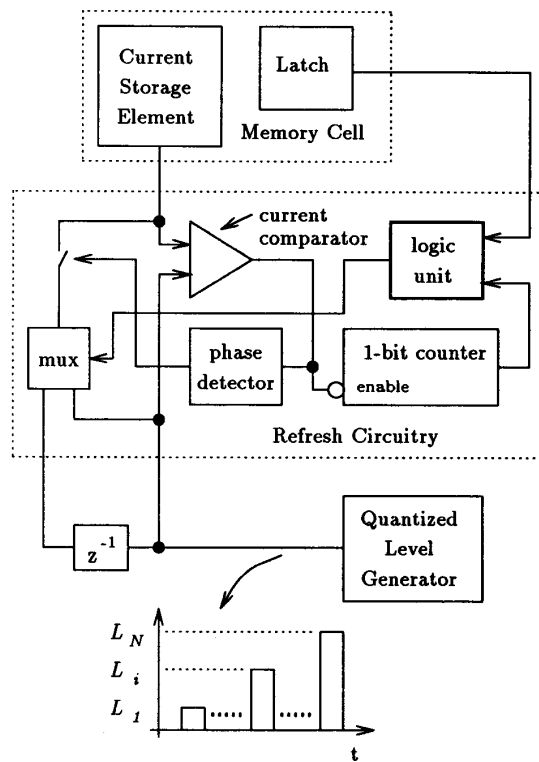 Current
Storage
Element
Latch
Memory Cell
current
comparator
logic
unit
mux
phase
detector
1-bit counter
enable
Refresh Circuitry
z^-1
Quantized
Level
Generator
L_N
L_i
L_1
t